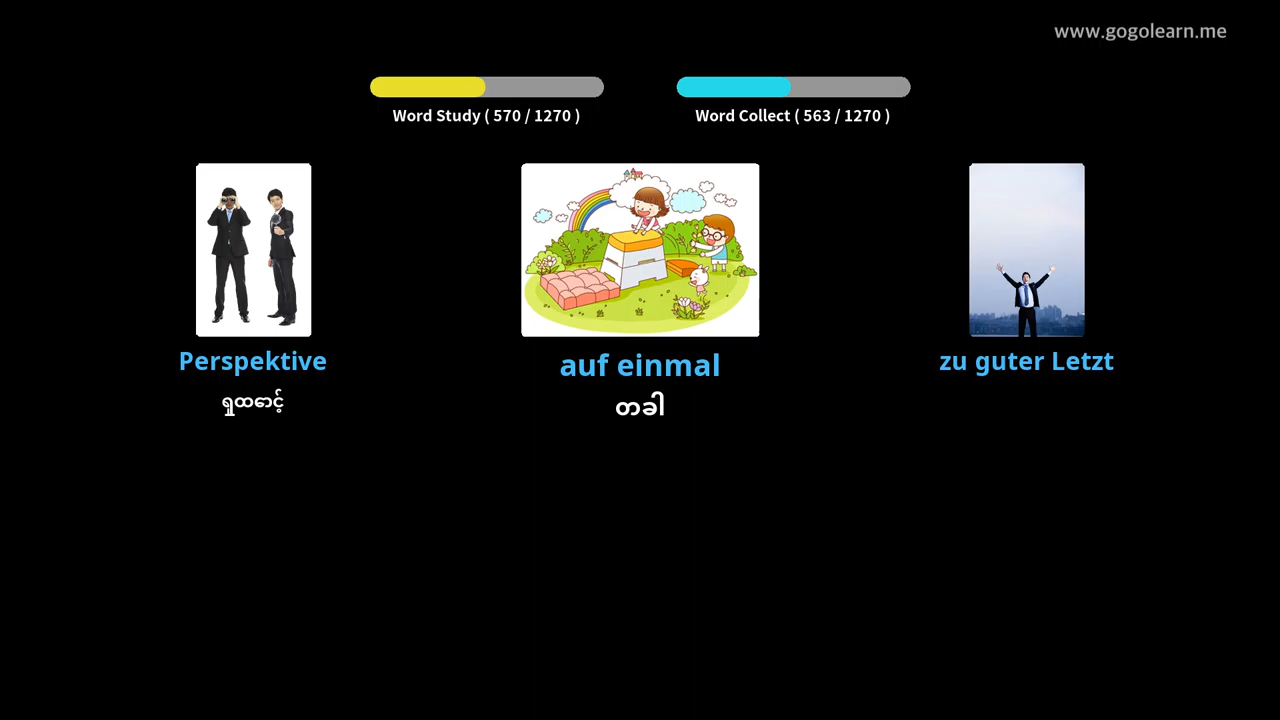 www.gogolearn.me
Word Study ( 570 / 1270 )
Word Collect ( 563 / 1270 )
Perspektive
auf einmal
zu guter Letzt
ရှုထောင့်
တခါ